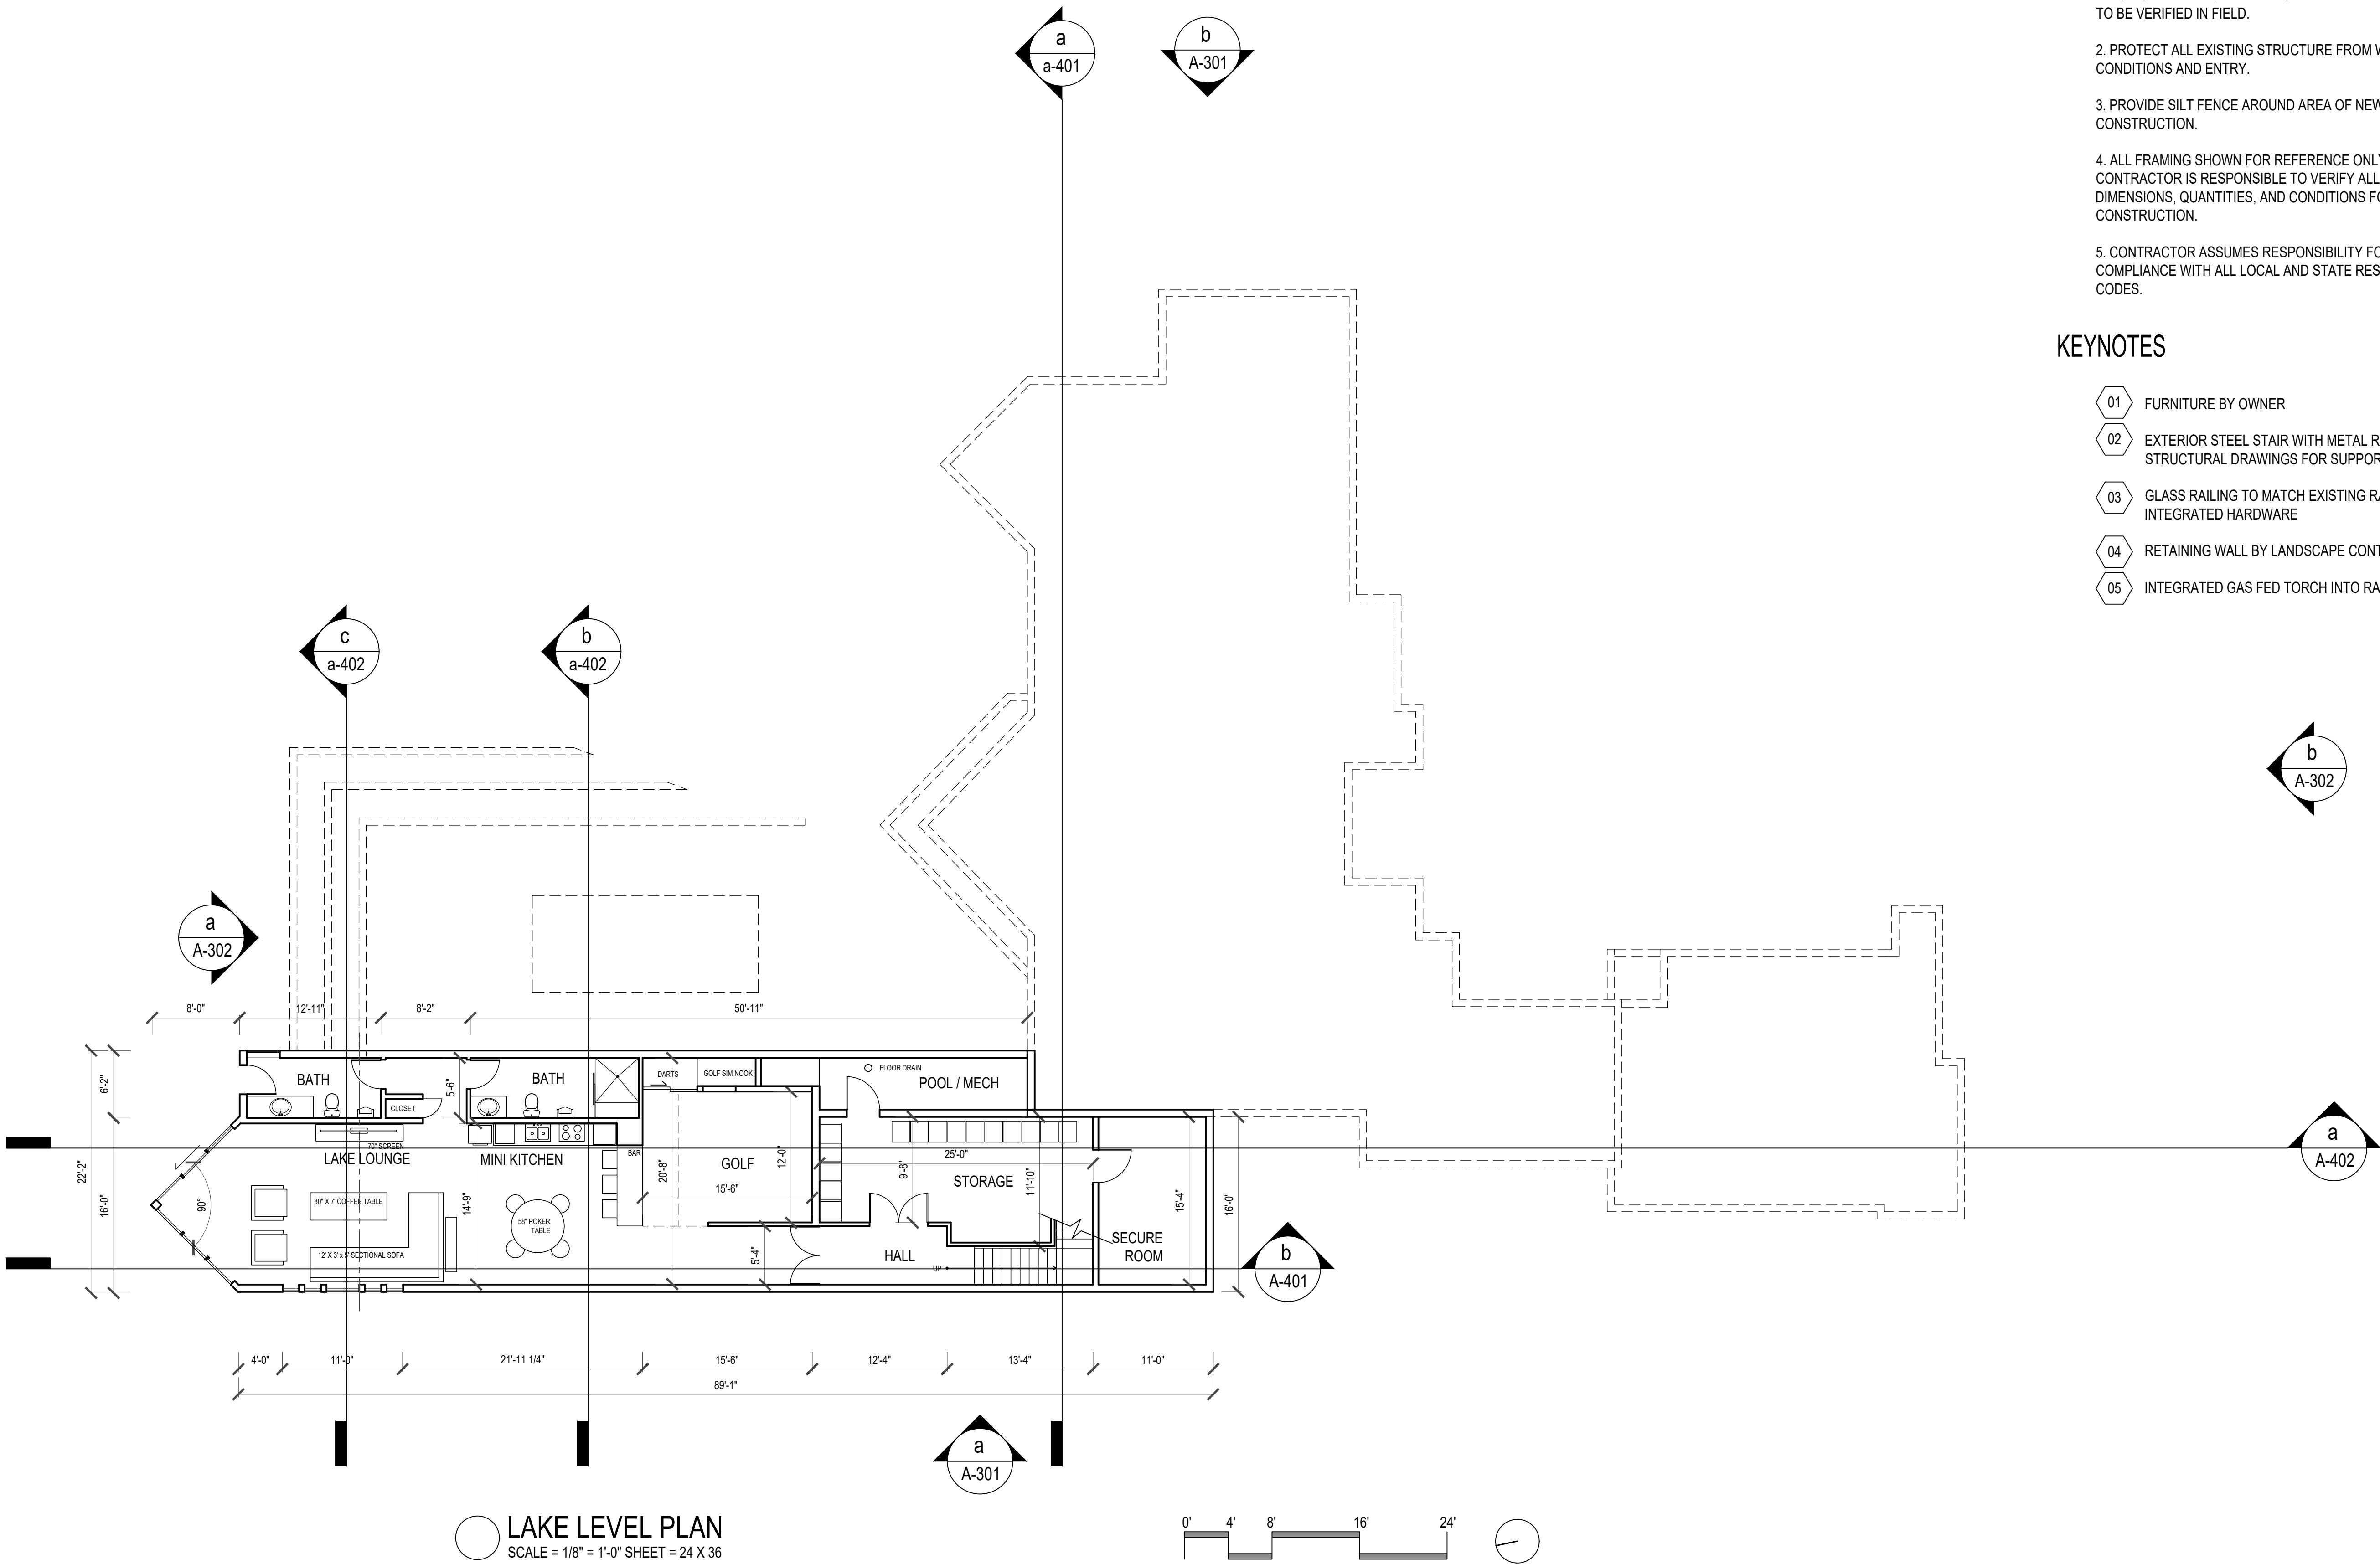 TO BE VERIFIED IN FIELD.
2. PROTECT ALL EXISTING STRUCTURE FROM
CONDITIONS AND ENTRY.
3. PROVIDE SILT FENCE AROUND AREA OF NEW
CONSTRUCTION.
4. ALL FRAMING SHOWN FOR REFERENCE ONLY
CONTRACTOR IS RESPONSIBLE TO VERIFY ALL
DIMENSIONS, QUANTITIES, AND CONDITIONS
CONSTRUCTION.
5. CONTRACTOR ASSUMES RESPONSIBILITY
COMPLIANCE WITH ALL LOCAL AND STATE
CODES.
KEYNOTES
01 FURNITURE BY OWNER
02 EXTERIOR STEEL STAIR WITH METAL
STRUCTURAL DRAWINGS FOR
03 GLASS RAILING TO MATCH EXISTING
INTEGRATED HARDWARE
04 RETAINING WALL BY LANDSCAPE
05 INTEGRATED GAS FED TORCH INTO
a
a-401
b
A-301
c
a-402
b
a-402
b
A-302
a
A-302
8'-0"
12'-11"
8'-2"
50'-11"
22'-2"
6'-2"
16'-0"
BATH
CLOSET
5'-6"
BATH
DARTS
GOLF SIM NOOK
FLOOR DRAIN
POOL / MECH
70" SCREEN
LAKE LOUNGE
MINI KITCHEN
BAR
20'-8"
GOLF
12'-0"
15'-6"
25'-0"
9'-8"
STORAGE
11'-10"
15'-4"
16'-0"
90°
30" X 7' COFFEE TABLE
14'-9"
58" POKER
TABLE
12' X 3' x 5' SECTIONAL SOFA
5'-4"
HALL
UP
SECURE
ROOM
a
A-402
b
A-401
4'-0"
11'-0"
21'-11 1/4"
15'-6"
12'-4"
13'-4"
11'-0"
89'-1"
a
A-301
LAKE LEVEL PLAN
SCALE = 1/8" = 1'-0" SHEET = 24 X 36
0' 4' 8' 16' 24'